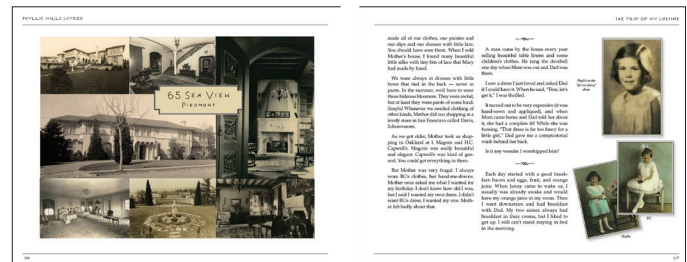 PHYLLIS HILLS JAYRED
65 SEA VIEW
PIEDMONT
36
THE TRIP OF MY LIFETIME
made all of our clothes, our panties and
our slips and our dresses with little lace.
You should have seen them. When I sold
Mother's house, I found many beautiful
little silks with tiny bits of lace that Mary
had made by hand.
We were always in dresses with little
bows that tied in the back — never in
pants. In the summer, we'd have to wear
those hideous bloomers. They were awful,
but at least they were pants of some kind.
[laughs] Whenever we needed clothing of
other kinds, Mother did our shopping at a
lovely store in San Francisco called Davis,
Schonwasser.
As we got older, Mother took us shop-
ping in Oakland at I. Magnin and H.C.
Capwell's. Magnin was really beautiful
and elegant. Capwell's was kind of gen-
eral. You could get everything there.
But Mother was very frugal. I always
wore BG's clothes, her hand-me-downs.
Mother once asked me what I wanted for
my birthday; I don't know how old I was,
but I said I wanted my own dress. I didn't
want BG's dress, I wanted my own. Moth-
er felt badly about that.
A man came by the house every year
selling beautiful table linens and some
children's clothes. He rang the doorbell
one day when Mom was out and Dad was
there.
I saw a dress I just loved and asked Dad
if I could have it. When he said, "Fine, let's
get it," I was thrilled.
It turned out to be very expensive (it was
hand-sewn and appliqued), and when
Mom came home and Dad told her about
it, she had a complete fit! While she was
fuming, "That dress is far too fancy for a
little girl," Dad gave me a conspiratorial
wink behind her back.
Is it any wonder I worshipped him?
Each day started with a good break-
fast: bacon and eggs, fruit, and orange
juice. When Jenny came to wake us, I
usually was already awake and would
have my orange juice in my room. Then
I went downstairs and had breakfast
with Dad. My two sisters always had
breakfast in their rooms, but I liked to
get up. I still can't stand staying in bed
in the morning.
Phyllis in the
"far too fancy"
dress
BG
Phyllis
37